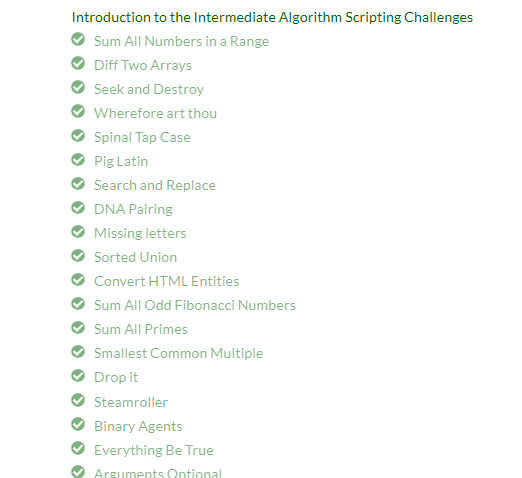 Introduction to the Intermediate Algorithm Scripting Challenges
Sum All Numbers in a Range
Diff Two Arrays
Seek and Destroy
Wherefore art thou
Spinal Tap Case
Pig Latin
Search and Replace
DNA Pairing
Missing letters
Sorted Union
Convert HTML Entities
Sum All Odd Fibonacci Numbers
Sum All Primes
Smallest Common Multiple
Drop it
Steamroller
Binary Agents
Everything Be True
Arguments Optional